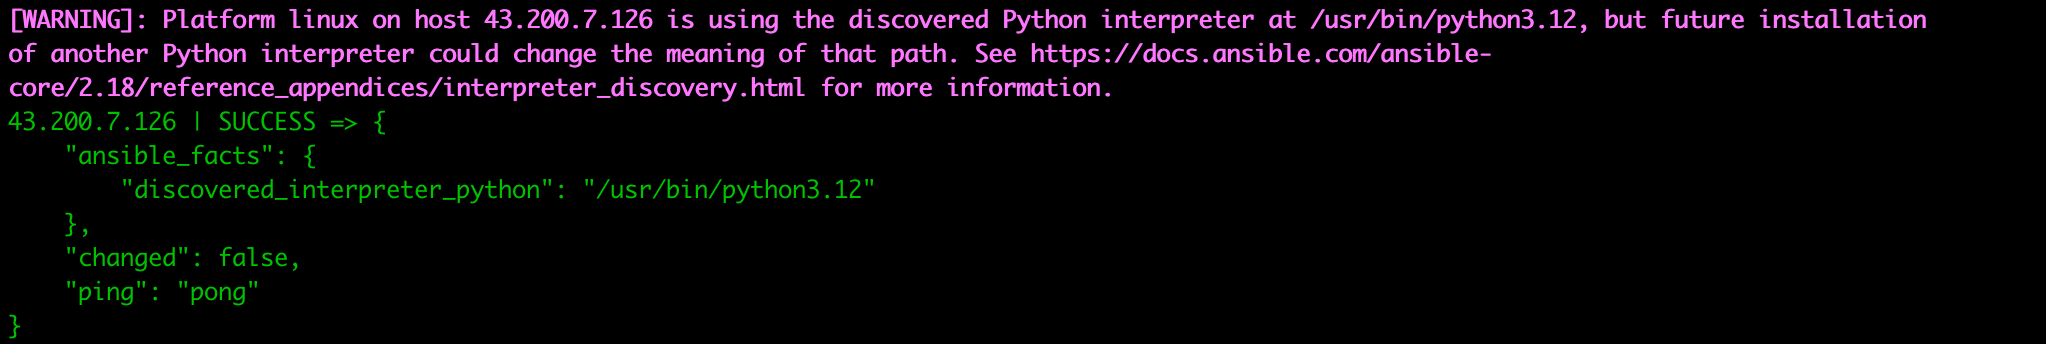 [WARNING]: Platform linux on host 43.200.7.126 is using the discovered Python interpreter at /usr/bin/python3.12, but future installation
of another Python interpreter could change the meaning of that path. See https://docs.ansible.com/ansible-
core/2.18/reference_appendices/interpreter_discovery.html for more information.
43.200.7.126 | SUCCESS => {
    "ansible_facts": {
        "discovered_interpreter_python": "/usr/bin/python3.12"
    },
    "changed": false,
    "ping": "pong"
}